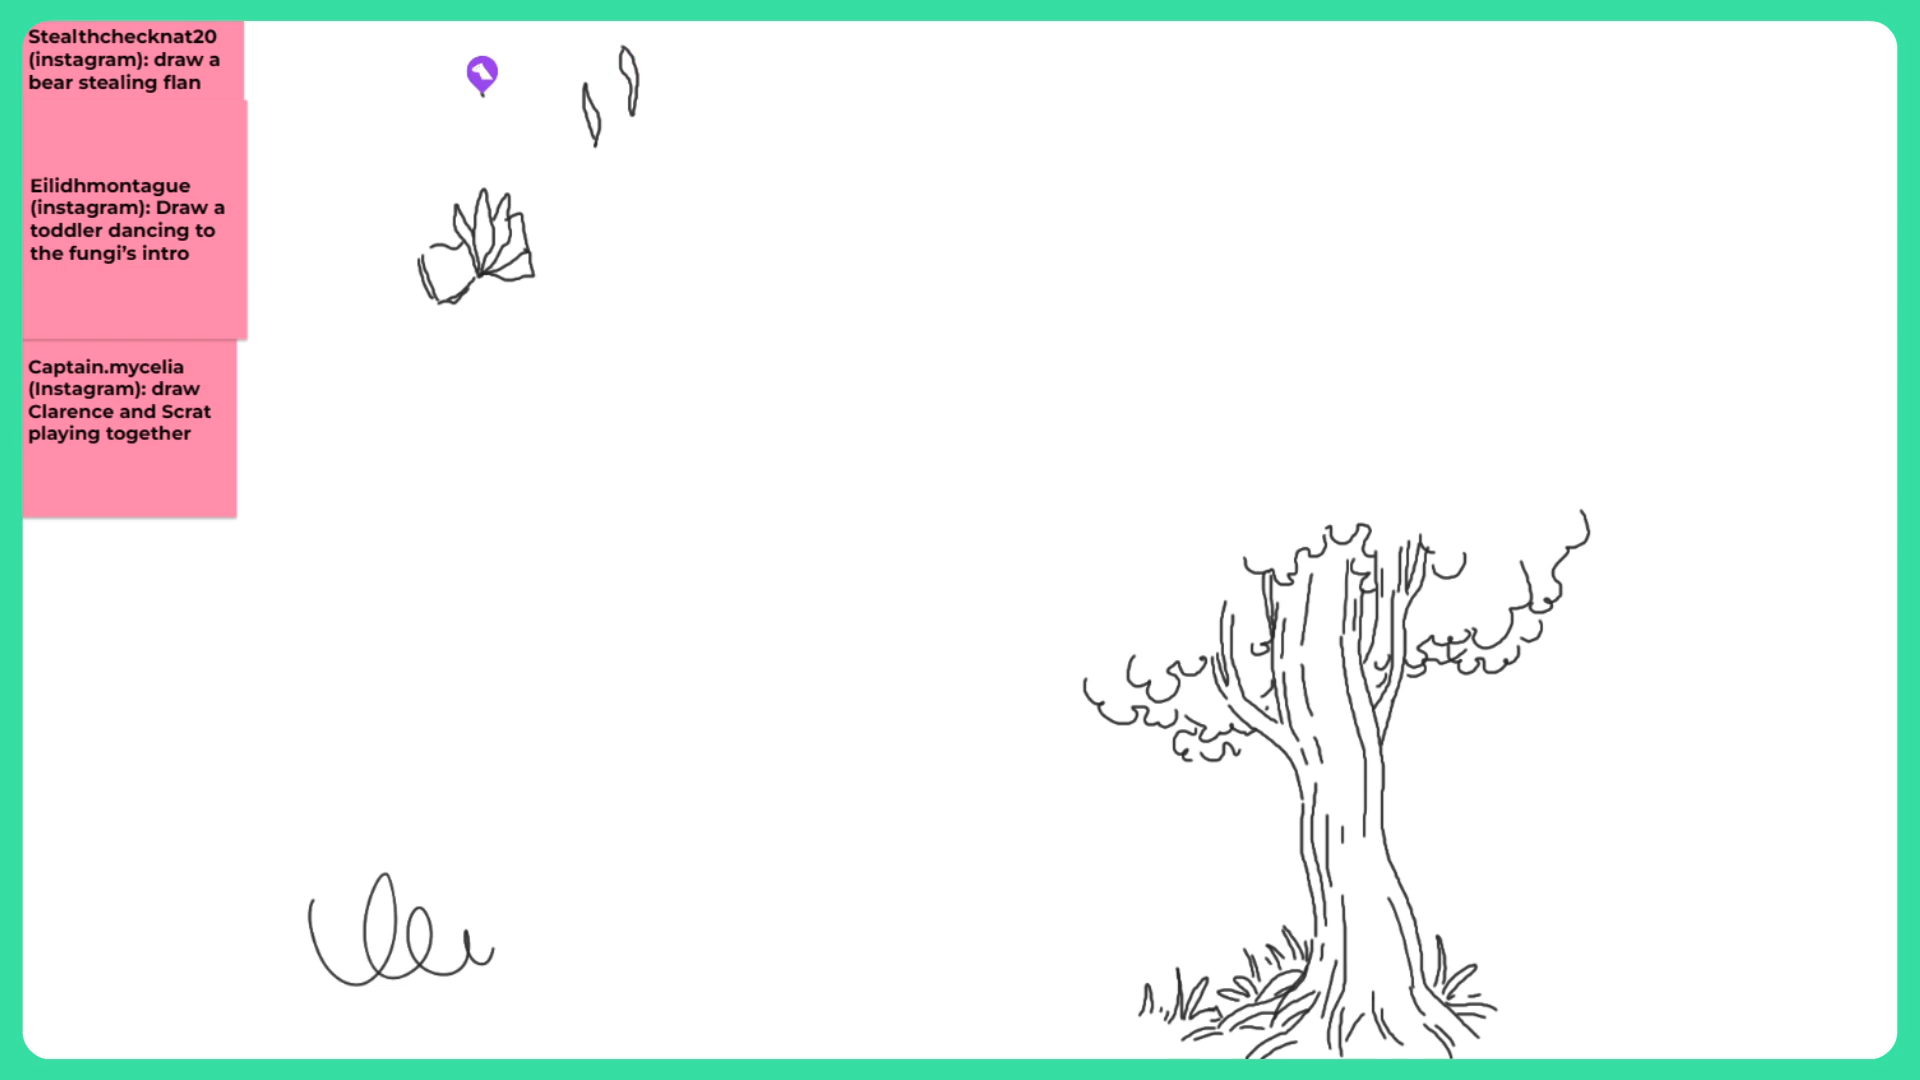 Stealthchecknat20
(instagram): draw a
bear stealing flan
Eilidhmontague
(instagram): Draw a
toddler dancing to
the fungi’s intro
Captain.mycelia
(Instagram): draw
Clarence and Scrat
playing together